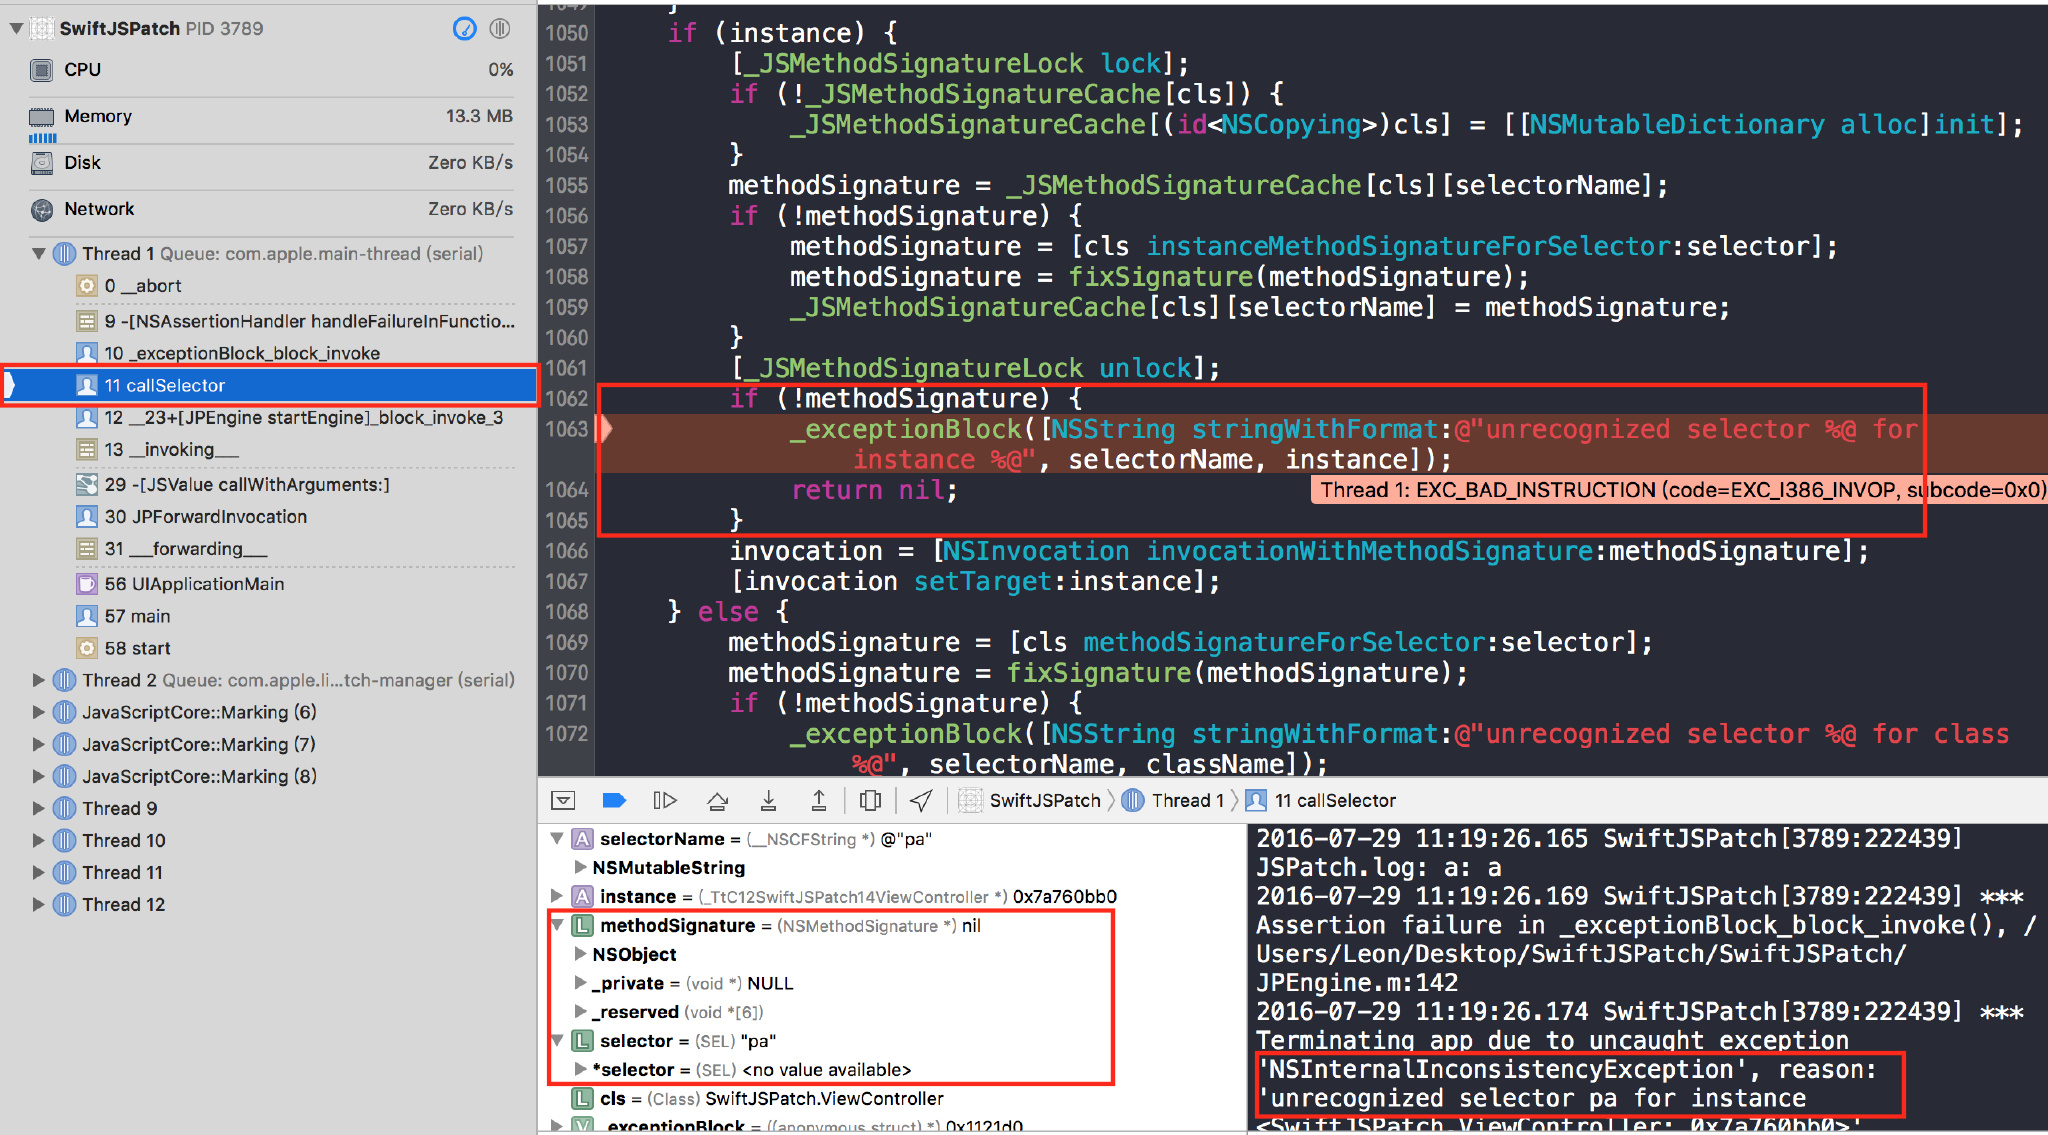 SwiftJSPatch PID 3789
CPU 0%
Memory 13.3 MB
Disk Zero KB/s
Network Zero KB/s
Thread 1 Queue: com.apple.main-thread (serial)
0 __abort
9 -[NSAssertionHandler handleFailureInFunctio...
10 _exceptionBlock_block_invoke
11 callSelector
12 __23+[JPEngine startEngine]_block_invoke_3
13 __invoking___
29 -[JSValue callWithArguments:]
30 JPForwardInvocation
31 ___forwarding___
56 UIApplicationMain
57 main
58 start
Thread 2 Queue: com.apple.li...tch-manager (serial)
JavaScriptCore::Marking (6)
JavaScriptCore::Marking (7)
JavaScriptCore::Marking (8)
Thread 9
Thread 10
Thread 11
Thread 12
1049 }
1050 if (instance) {
1051 [_JSMethodSignatureLock lock];
1052 if (!_JSMethodSignatureCache[cls]) {
1053 _JSMethodSignatureCache[(id<NSCopying>)cls] = [[NSMutableDictionary alloc]init];
1054 }
1055 methodSignature = _JSMethodSignatureCache[cls][selectorName];
1056 if (!methodSignature) {
1057 methodSignature = [cls instanceMethodSignatureForSelector:selector];
1058 methodSignature = fixSignature(methodSignature);
1059 _JSMethodSignatureCache[cls][selectorName] = methodSignature;
1060 }
1061 [_JSMethodSignatureLock unlock];
1062 if (!methodSignature) {
1063 _exceptionBlock([NSString stringWithFormat:@"unrecognized selector %@ for
instance %@", selectorName, instance]);
1064 return nil;
Thread 1: EXC_BAD_INSTRUCTION (code=EXC_I386_INVOP, subcode=0x0)
1065 }
1066 invocation = [NSInvocation invocationWithMethodSignature:methodSignature];
1067 [invocation setTarget:instance];
1068 } else {
1069 methodSignature = [cls methodSignatureForSelector:selector];
1070 methodSignature = fixSignature(methodSignature);
1071 if (!methodSignature) {
1072 _exceptionBlock([NSString stringWithFormat:@"unrecognized selector %@ for class
%@", selectorName, className]);
SwiftJSPatch Thread 1 11 callSelector
A selectorName = (__NSCFString *) @"pa"
NSMutableString
A instance = (_TtC12SwiftJSPatch14ViewController *) 0x7a760bb0
L methodSignature = (NSMethodSignature *) nil
NSObject
_private = (void *) NULL
_reserved (void *[6])
L selector = (SEL) "pa"
*selector = (SEL) <no value available>
L cls = (Class) SwiftJSPatch.ViewController
V _exceptionBlock = ((anonymous struct) *) 0x1121d0
2016-07-29 11:19:26.165 SwiftJSPatch[3789:222439]
JSPatch.log: a: a
2016-07-29 11:19:26.169 SwiftJSPatch[3789:222439] ***
Assertion failure in _exceptionBlock_block_invoke(), /
Users/Leon/Desktop/SwiftJSPatch/SwiftJSPatch/
JPEngine.m:142
2016-07-29 11:19:26.174 SwiftJSPatch[3789:222439] ***
Terminating app due to uncaught exception
'NSInternalInconsistencyException', reason:
'unrecognized selector pa for instance
<SwiftJSPatch.ViewController: 0x7a760bb0>'